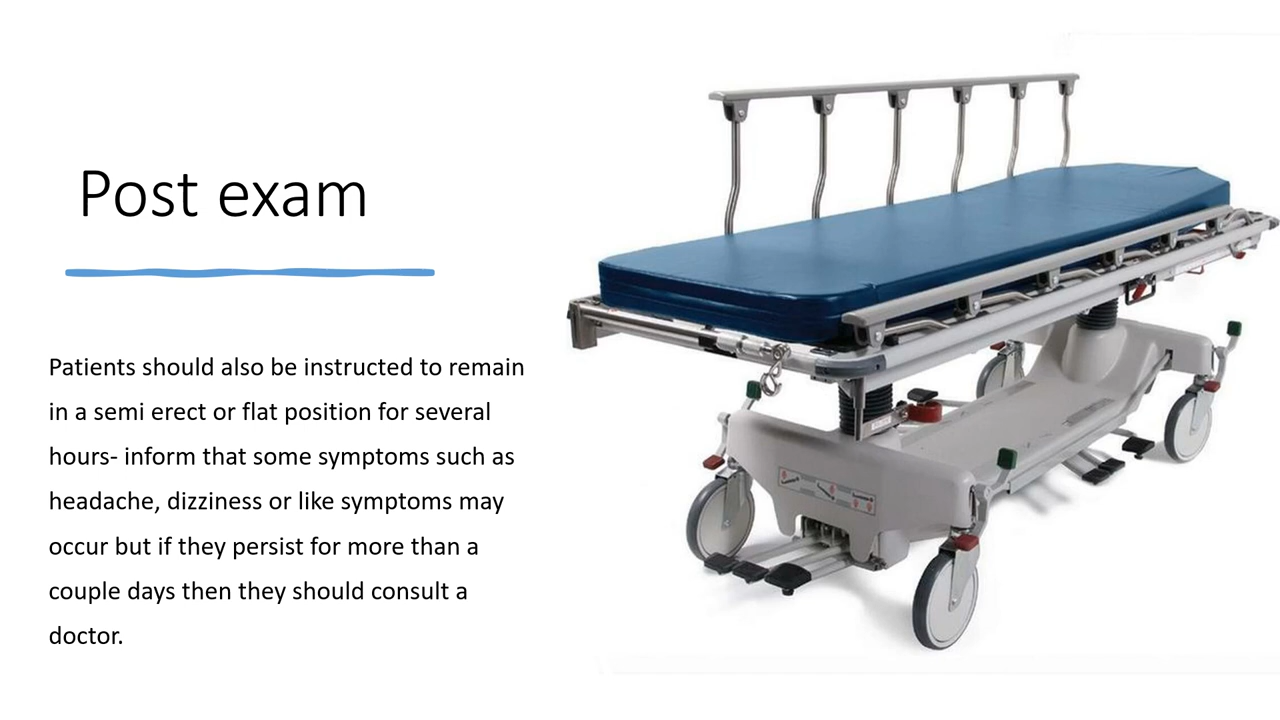 Post exam
Patients should also be instructed to remain
in a semi erect or flat position for several
hours- inform that some symptoms such as
headache, dizziness or like symptoms may
occur but if they persist for more than a
couple days then they should consult a
doctor.